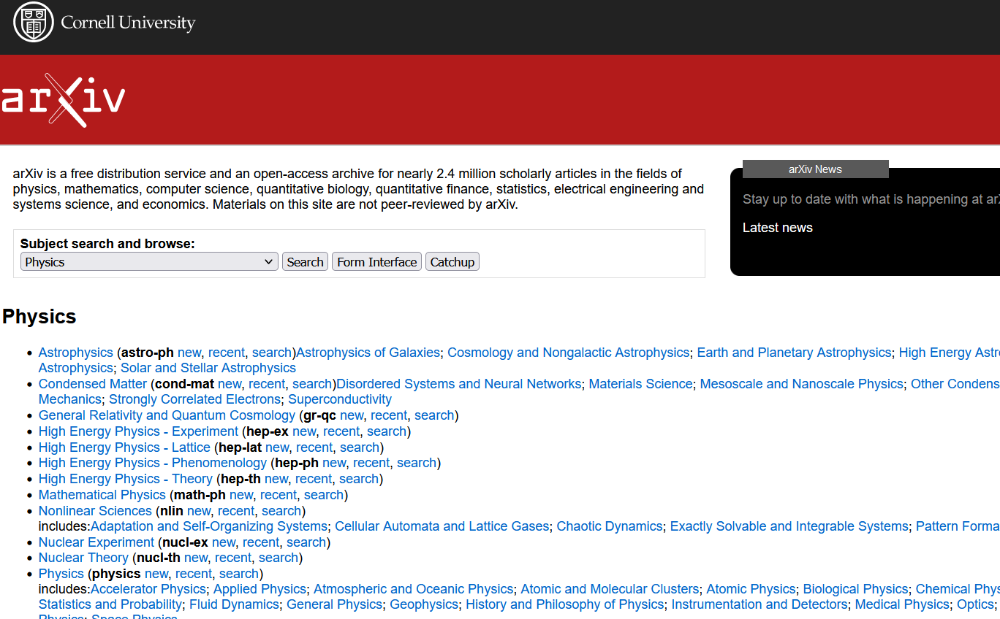 Cornell University
arXiv
arXiv is a free distribution service and an open-access archive for nearly 2.4 million scholarly articles in the fields of
physics, mathematics, computer science, quantitative biology, quantitative finance, statistics, electrical engineering and
systems science, and economics. Materials on this site are not peer-reviewed by arXiv.
arXiv News
Stay up to date with what is happening at
Latest news
Subject search and browse:
Physics Search Form Interface Catchup
Physics
Astrophysics (astro-ph new, recent, search)Astrophysics of Galaxies; Cosmology and Nongalactic Astrophysics; Earth and Planetary Astrophysics; High Energy
Astrophysics; Solar and Stellar Astrophysics
Condensed Matter (cond-mat new, recent, search)Disordered Systems and Neural Networks; Materials Science; Mesoscale and Nanoscale Physics; Other
Mechanics; Strongly Correlated Electrons; Superconductivity
General Relativity and Quantum Cosmology (gr-qc new, recent, search)
High Energy Physics - Experiment (hep-ex new, recent, search)
High Energy Physics - Lattice (hep-lat new, recent, search)
High Energy Physics - Phenomenology (hep-ph new, recent, search)
High Energy Physics - Theory (hep-th new, recent, search)
Mathematical Physics (math-ph new, recent, search)
Nonlinear Sciences (nlin new, recent, search)
includes:Adaptation and Self-Organizing Systems; Cellular Automata and Lattice Gases; Chaotic Dynamics; Exactly Solvable and Integrable Systems; Pattern
Nuclear Experiment (nucl-ex new, recent, search)
Nuclear Theory (nucl-th new, recent, search)
Physics (physics new, recent, search)
includes:Accelerator Physics; Applied Physics; Atmospheric and Oceanic Physics; Atomic and Molecular Clusters; Atomic Physics; Biological Physics; Chemical
Statistics and Probability; Fluid Dynamics; General Physics; Geophysics; History and Philosophy of Physics; Instrumentation and Detectors; Medical Physics; Optics;
Physics; Space Physics